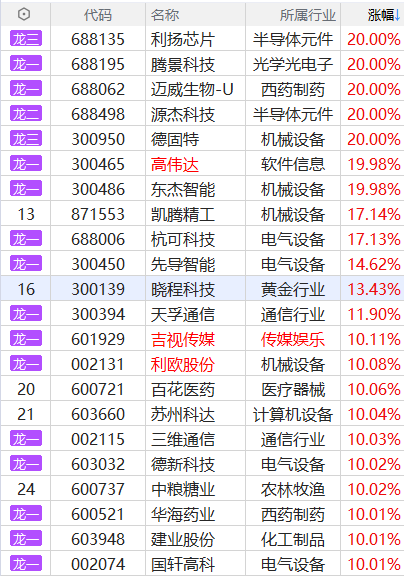 代码 名称 所属行业 涨幅↓
龙三 688135 利扬芯片 半导体元件 20.00%
龙一 688195 腾景科技 光学光电子 20.00%
龙一 688062 迈威生物-U 西药制药 20.00%
龙二 688498 源杰科技 半导体元件 20.00%
龙三 300950 德固特 机械设备 20.00%
龙一 300465 高伟达 软件信息 19.98%
龙一 300486 东杰智能 机械设备 19.98%
13 871553 凯腾精工 机械设备 17.14%
龙一 688006 杭可科技 电气设备 17.13%
龙一 300450 先导智能 电气设备 14.62%
16 300139 晓程科技 黄金行业 13.43%
龙一 300394 天孚通信 通信行业 11.90%
龙一 601929 吉视传媒 传媒娱乐 10.11%
龙一 002131 利欧股份 机械设备 10.08%
20 600721 百花医药 医疗器械 10.06%
21 603660 苏州科达 计算机设备 10.04%
龙一 002115 三维通信 通信行业 10.03%
龙一 603032 德新科技 电气设备 10.02%
24 600737 中粮糖业 农林牧渔 10.02%
龙一 600521 华海药业 西药制药 10.01%
龙一 603948 建业股份 化工制品 10.01%
龙一 002074 国轩高科 电气设备 10.01%